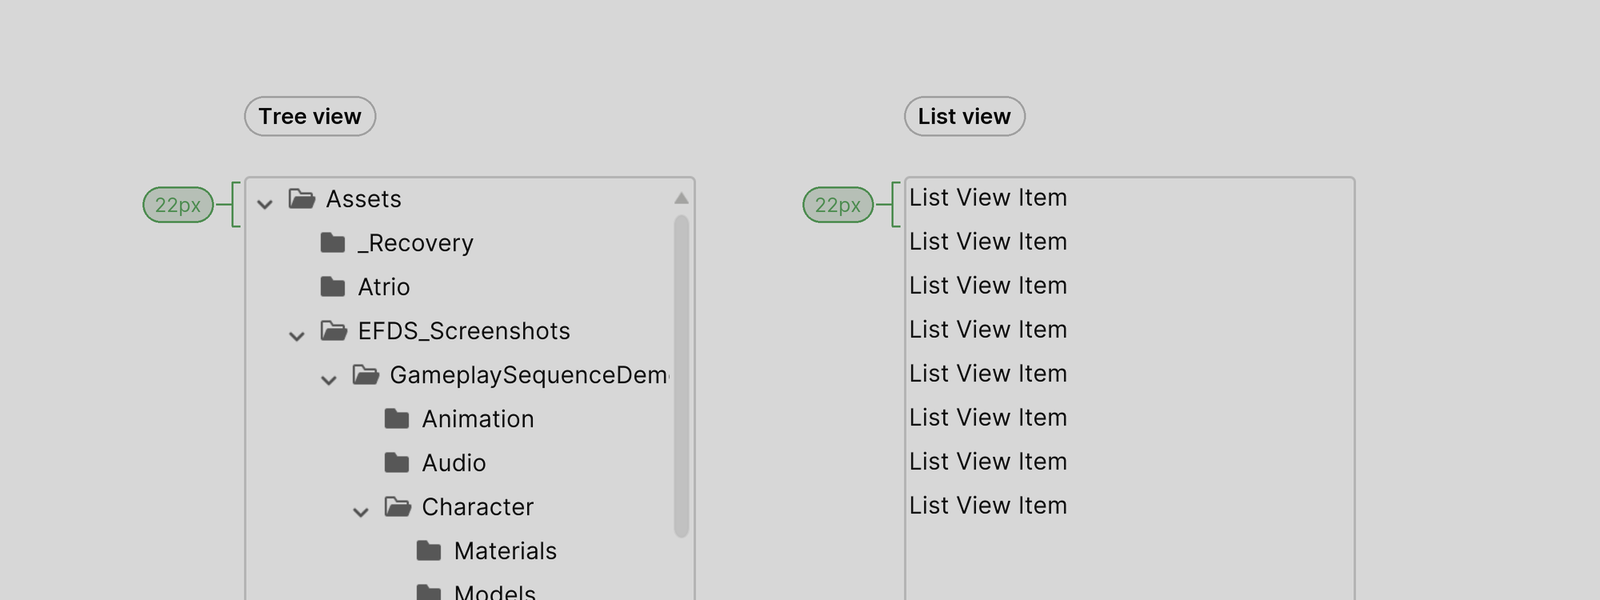 Tree view
22px
Assets
_Recovery
Atrio
EFDS_Screenshots
GameplaySequenceDem
Animation
Audio
Character
Materials
Models
List view
22px
List View Item
List View Item
List View Item
List View Item
List View Item
List View Item
List View Item
List View Item